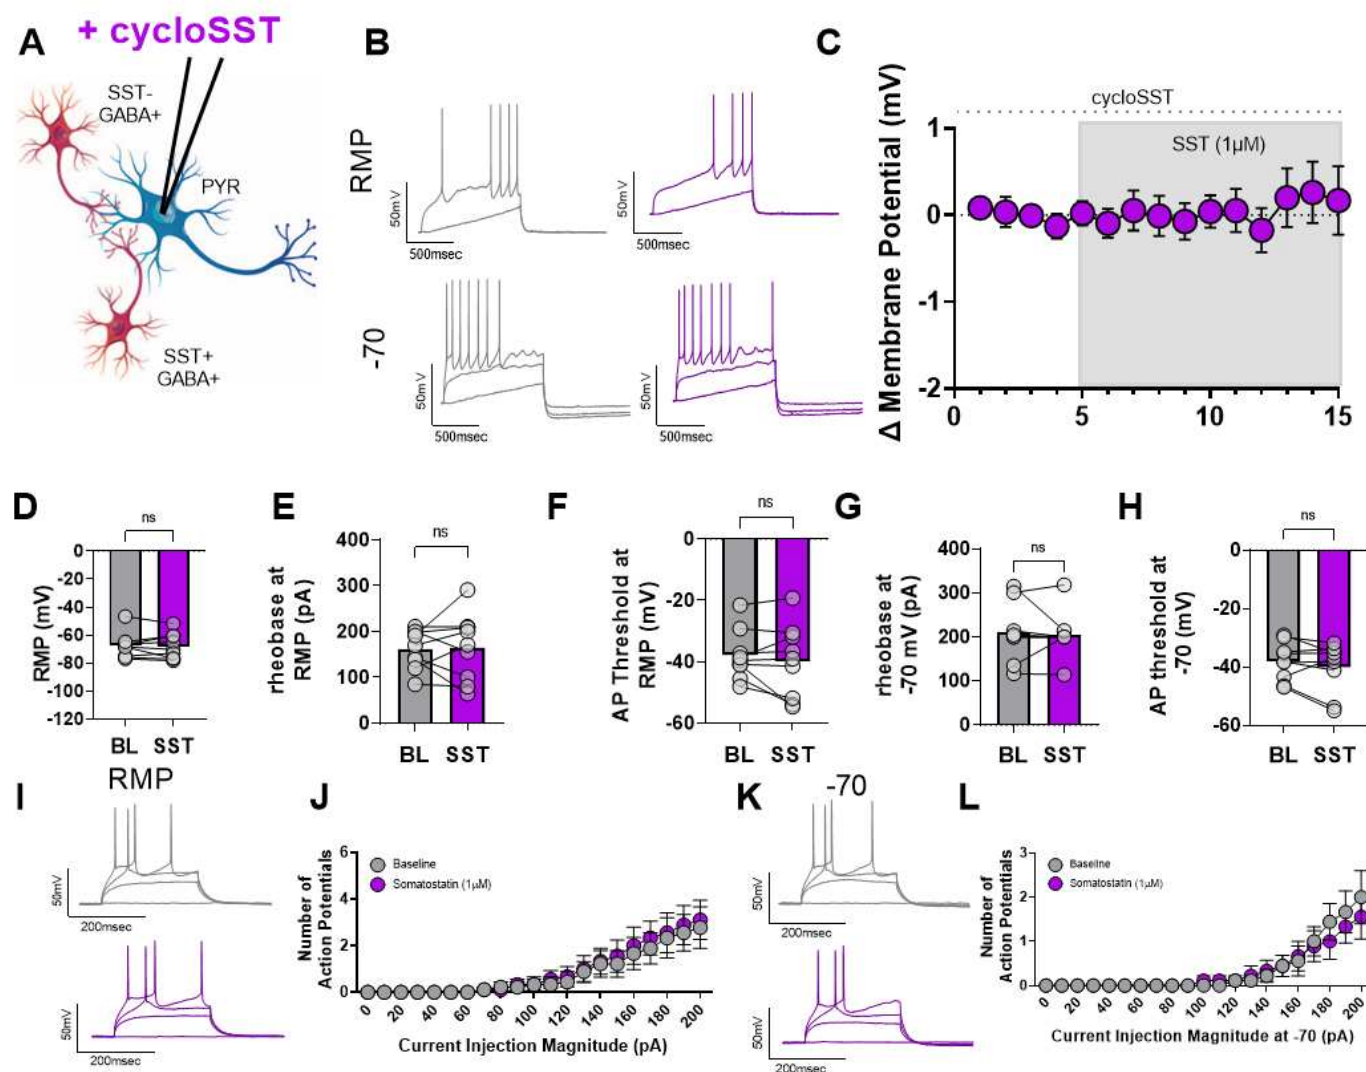 A
+ cycloSST
SST-
GABA+
PYR
SST+
GABA+
B
RMP
50mV
500msec
50mV
500msec
-70
50mV
500msec
50mV
500msec
C
cycloSST
SST (1μM)
Δ Membrane Potential (mV)
1
0
-1
-2
0
5
10
15
D
ns
RMP (mV)
0
-20
-40
-60
-80
-100
-120
BL SST
E
ns
rheobase at
RMP (pA)
400
300
200
100
0
BL SST
F
ns
AP Threshold at
RMP (mV)
0
-20
-40
-60
BL SST
G
ns
rheobase at
-70 mV (pA)
400
300
200
100
0
BL SST
H
ns
AP threshold at
-70 (mV)
0
-20
-40
-60
BL SST
I
RMP
50mV
200msec
50mV
200msec
J
Baseline
Somatostatin (1μM)
Number of
Action Potentials
6
4
2
0
0 20 40 60 80 100 120 140 160 180 200
Current Injection Magnitude (pA)
K
-70
50mV
200msec
50mV
200msec
L
Baseline
Somatostatin (1μM)
Number of
Action Potentials
3
2
1
0
0 20 40 60 80 100 120 140 160 180 200
Current Injection Magnitude at -70 (pA)